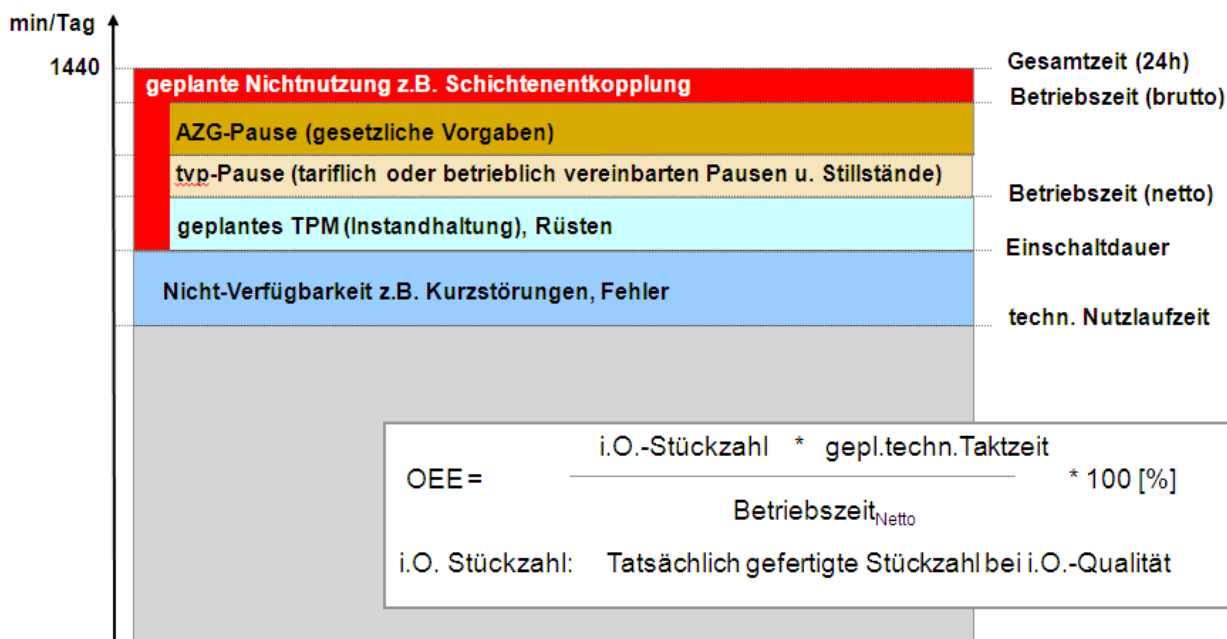 min/Tag
1440
Gesamtzeit (24h)
geplante Nichtnutzung z.B. Schichtenentkopplung
Betriebszeit (brutto)
AZG-Pause (gesetzliche Vorgaben)
tvp-Pause (tariflich oder betrieblich vereinbarten Pausen u. Stillstände)
Betriebszeit (netto)
geplantes TPM (Instandhaltung), Rüsten
Einschaltdauer
Nicht-Verfügbarkeit z.B. Kurzstörungen, Fehler
techn. Nutzlaufzeit
i.O.-Stückzahl * gepl.techn.Taktzeit
OEE = * 100 [%]
Betriebszeit Netto
i.O. Stückzahl: Tatsächlich gefertigte Stückzahl bei i.O.-Qualität